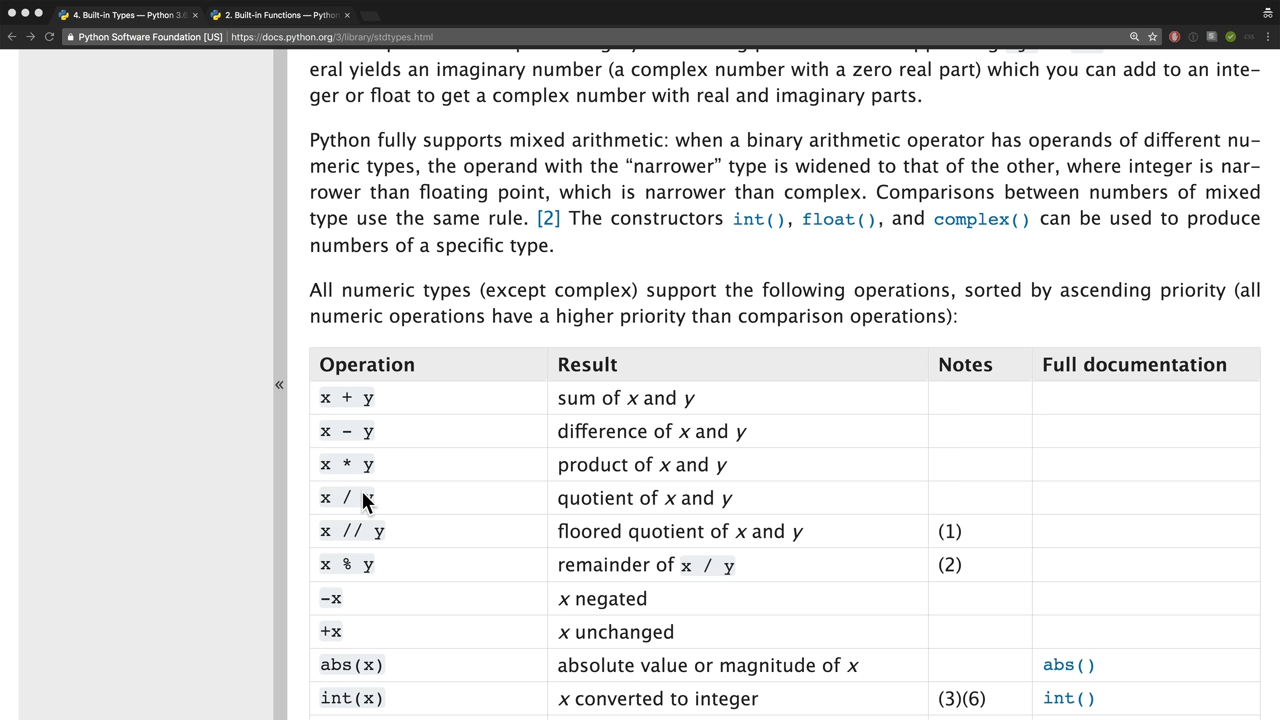 4. Built-in Types — Python 3.6
2. Built-in Functions — Python
Python Software Foundation [US] https://docs.python.org/3/library/stdtypes.html
eral yields an imaginary number (a complex number with a zero real part) which you can add to an inte-
ger or float to get a complex number with real and imaginary parts.
Python fully supports mixed arithmetic: when a binary arithmetic operator has operands of different nu-
meric types, the operand with the “narrower” type is widened to that of the other, where integer is nar-
rower than floating point, which is narrower than complex. Comparisons between numbers of mixed
type use the same rule. [2] The constructors int(), float(), and complex() can be used to produce
numbers of a specific type.
All numeric types (except complex) support the following operations, sorted by ascending priority (all
numeric operations have a higher priority than comparison operations):
Operation Result Notes Full documentation
x + y sum of x and y
x - y difference of x and y
x * y product of x and y
x / quotient of x and y
x // y floored quotient of x and y (1)
x % y remainder of x / y (2)
-x x negated
+x x unchanged
abs(x) absolute value or magnitude of x abs()
int(x) x converted to integer (3)(6) int()